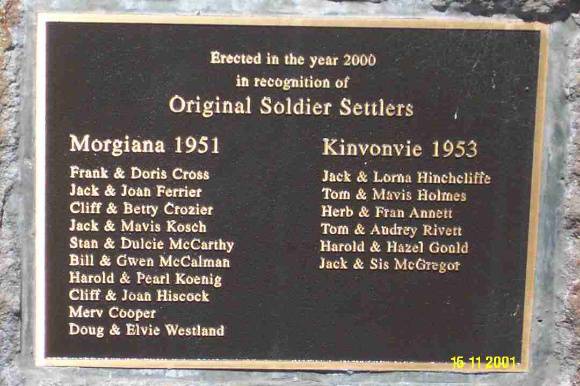 Erected in the year 2000
in recognition of
Original Soldier Settlers
Morgiana 1951
Frank & Doris Cross
Jack & Joan Ferrier
Cliff & Betty Crozier
Jack & Mavis Kosch
Stan & Dulcie McCarthy
Bill & Gwen McCalman
Harold & Pearl Koenig
Cliff & Joan Hiscock
Merv Cooper
Doug & Elvie Westland
Kinvonvie 1953
Jack & Lorna Hinchcliffe
Tom & Mavis Holmes
Herb & Fran Annett
Tom & Audrey Rivett
Harold & Hazel Gould
Jack & Sis McGregor
15 11 2001